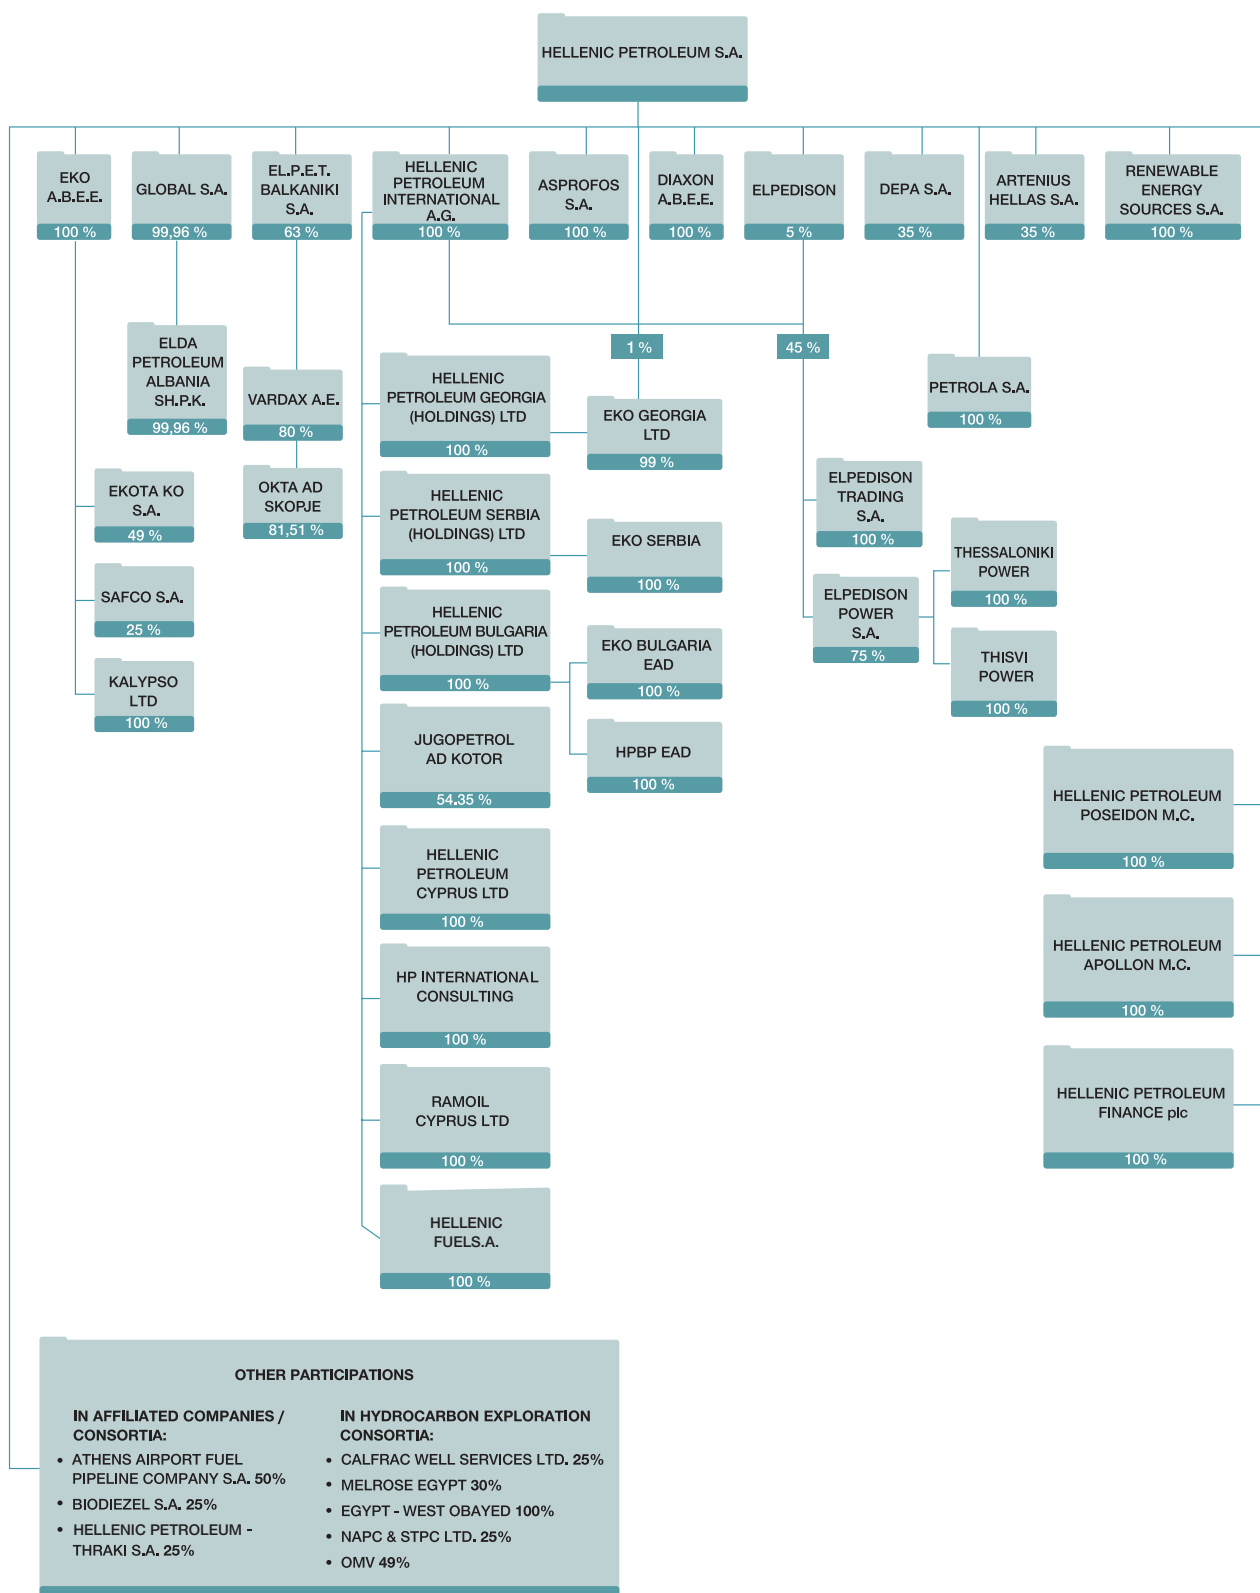 HELLENIC PETROLEUM S.A.
EKO
A.B.E.E.
100 %
GLOBAL S.A.
99,96 %
EL.P.E.T.
BALKANIKI
S.A.
63 %
HELLENIC
PETROLEUM
INTERNATIONAL
A.G.
100 %
ASPROFOS
S.A.
100 %
DIAXON
A.B.E.E.
100 %
ELPEDISON
5 %
DEPA S.A.
35 %
ARTENIUS
HELLAS S.A.
35 %
RENEWABLE
ENERGY
SOURCES S.A.
100 %
1 %
45 %
ELDA
PETROLEUM
ALBANIA
SH.P.K.
99,96 %
VARDAX A.E.
80 %
OKTA AD
SKOPJE
81,51 %
EKOTA KO
S.A.
49 %
SAFCO S.A.
25 %
KALYPSO
LTD
100 %
HELLENIC
PETROLEUM GEORGIA
(HOLDINGS) LTD
100 %
EKO GEORGIA
LTD
99 %
HELLENIC
PETROLEUM SERBIA
(HOLDINGS) LTD
100 %
EKO SERBIA
100 %
HELLENIC
PETROLEUM BULGARIA
(HOLDINGS) LTD
100 %
EKO BULGARIA
EAD
100 %
HPBP EAD
100 %
JUGOPETROL
AD KOTOR
54.35 %
HELLENIC
PETROLEUM
CYPRUS LTD
100 %
HP INTERNATIONAL
CONSULTING
100 %
RAMOIL
CYPRUS LTD
100 %
HELLENIC
FUELS.A.
100 %
PETROLA S.A.
100 %
ELPEDISON
TRADING
S.A.
100 %
ELPEDISON
POWER
S.A.
75 %
THESSALONIKI
POWER
100 %
THISVI
POWER
100 %
HELLENIC PETROLEUM
POSEIDON M.C.
100 %
HELLENIC PETROLEUM
APOLLON M.C.
100 %
HELLENIC PETROLEUM
FINANCE plc
100 %
OTHER PARTICIPATIONS
IN AFFILIATED COMPANIES /
CONSORTIA:
• ATHENS AIRPORT FUEL
PIPELINE COMPANY S.A. 50%
• BIODIEZEL S.A. 25%
• HELLENIC PETROLEUM -
THRAKI S.A. 25%
IN HYDROCARBON EXPLORATION
CONSORTIA:
• CALFRAC WELL SERVICES LTD. 25%
• MELROSE EGYPT 30%
• EGYPT - WEST OBAYED 100%
• NAPC & STPC LTD. 25%
• OMV 49%